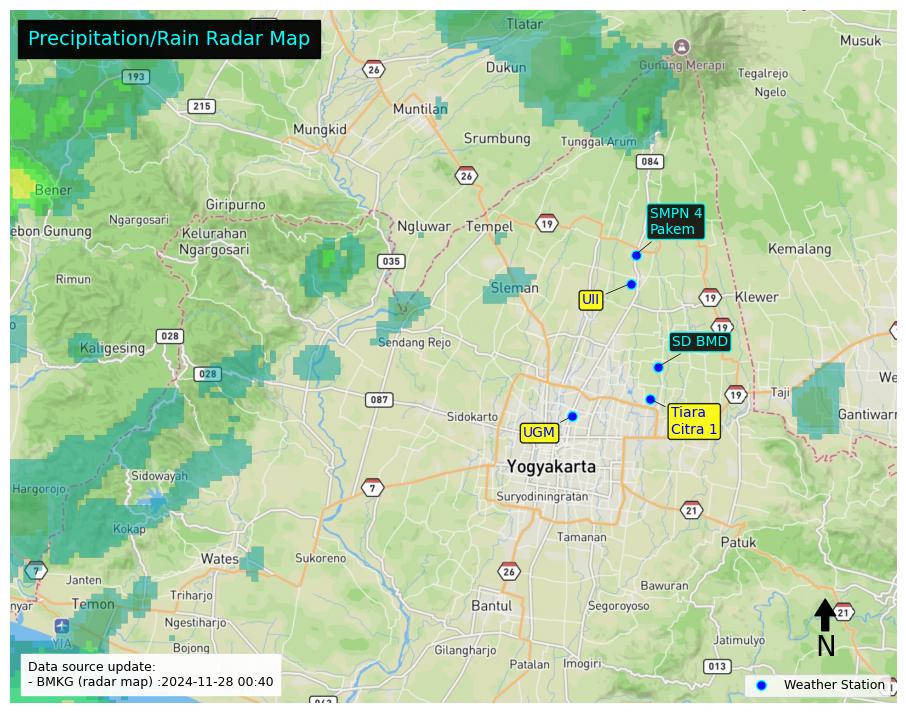 Precipitation/Rain Radar Map
Tlatar
Musuk
26
193
Dukun
Gunung Merapi
Tegalrejo
Ngelo
215
Muntilan
Mungkid
Srumbung
Tunggal Arum
084
26
Bener
Giripurno
SMPN 4
Pakem
Ngargosari
ebon Gunung
Kelurahan
Ngargosari
Ngluwar
Tempel
19
Kemalang
035
Rimun
Sleman
UII
19
Klewer
19
028
Kaligesing
Sendang Rejo
SD BMD
028
087
19
Taji
We
Sidokarto
Tiara
Citra 1
Gantiwarn
UGM
Yogyakarta
Sidowayah
Hargorojo
7
Suryodiningratan
21
Kokap
Tamanan
Patuk
Wates
Sukoreno
7
26
Janten
Bawuran
Triharjo
nyar
Temon
Bantul
Segoroyoso
21
YIA
Ngestiharjo
Jatimulyo
N
Bojong
Gilangharjo
Patalan
Imogiri
013
Data source update:
- BMKG (radar map) :2024-11-28 00:40
Weather Station